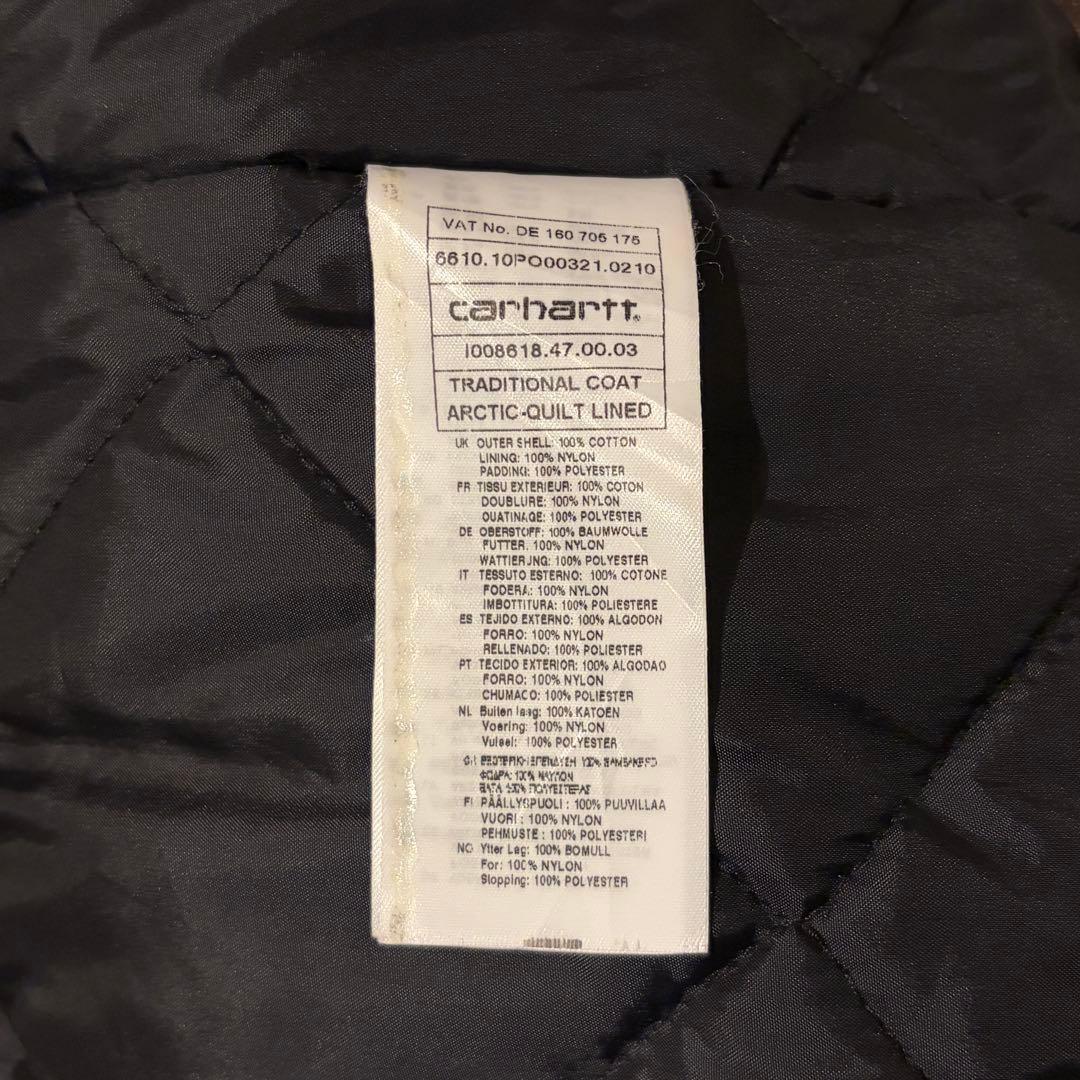 VAT No. DE 160 705 175
6610.10PO00321.0210
carhartt.
I008618.47.00.03
TRADITIONAL COAT
ARCTIC-QUILT LINED
UK OUTER SHELL: 100% COTTON
LINING: 100% NYLON
PADDING: 100% POLYESTER
FR TISSU EXTERIEUR: 100% COTON
DOUBLURE: 100% NYLON
OUATINAGE: 100% POLYESTER
DE OBERSTOFF: 100% BAUMWOLLE
FUTTER. 100% NYLON
WATTIERUNG: 100% POLYESTER
IT TESSUTO ESTERNO: 100% COTONE
FODERA: 100% NYLON
IMBOTTITURA: 100% POLIESTERE
ES TEJIDO EXTERNO: 100% ALGODON
FORRO: 100% NYLON
RELLENADO: 100% POLIESTER
PT TECIDO EXTERIOR: 100% ALGODAO
FORRO: 100% NYLON
CHUMACO: 100% POLIESTER
NL Buiten laag: 100% KATOEN
Voering: 100% NYLON
Vulsel: 100% POLYESTER
FI PÄÄLLYSPUOLI : 100% PUUVILLAA
VUORI : 100% NYLON
PEHMUSTE : 100% POLYESTERI
NO Ytter Lag: 100% BOMULL
For: 100% NYLON
Stopping: 100% POLYESTER